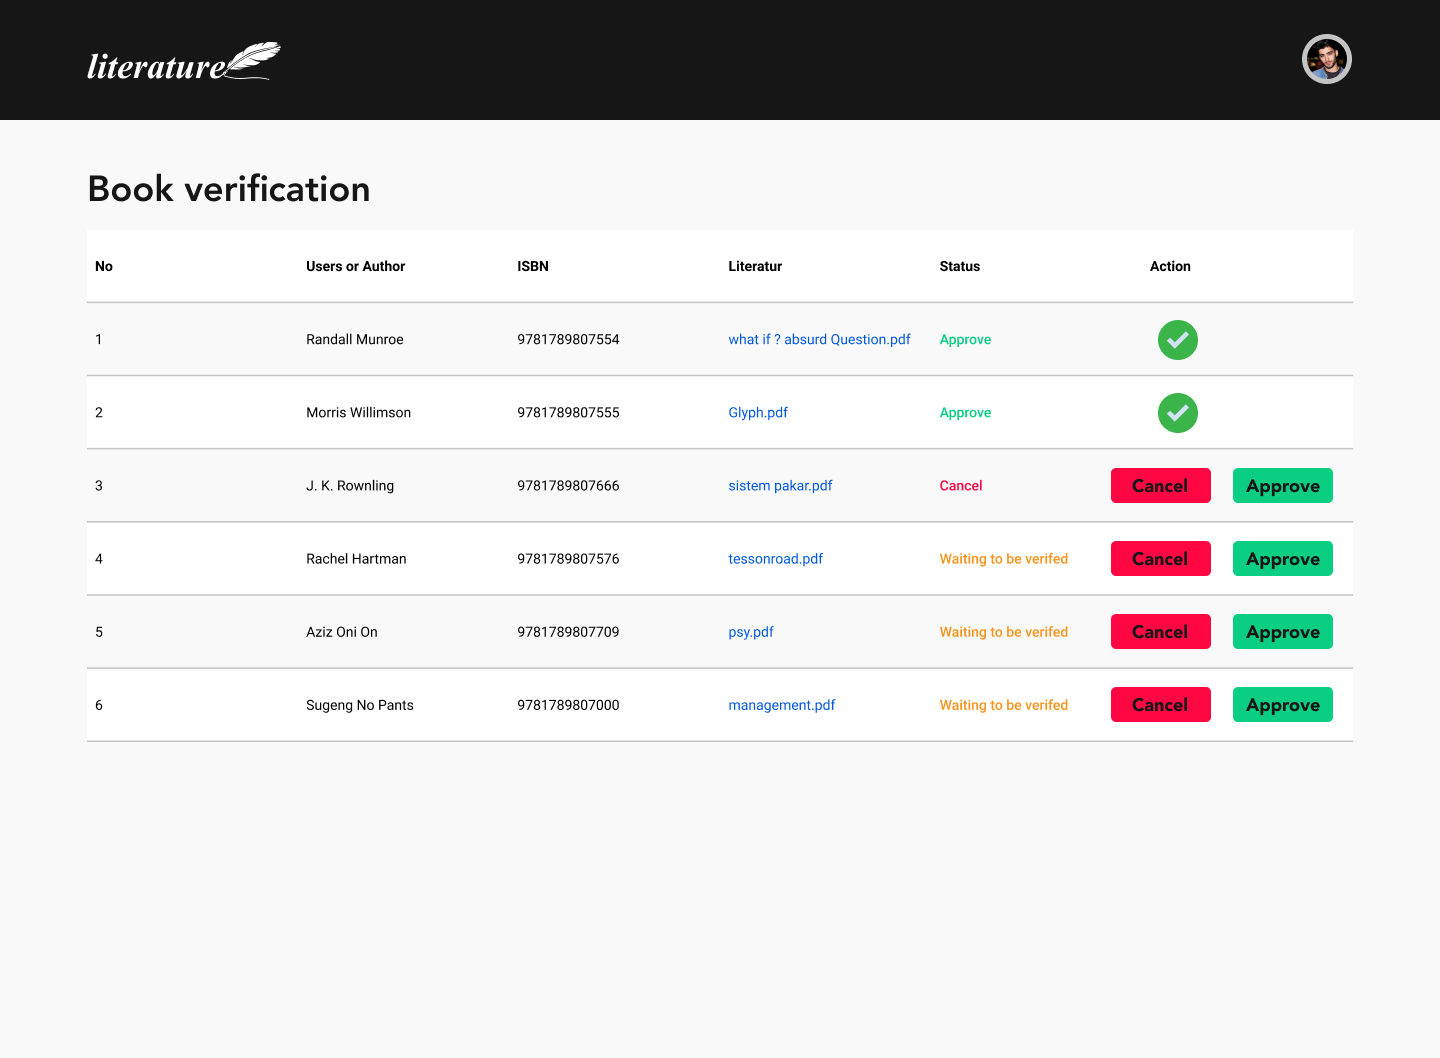 literature
Book verification
No Users or Author ISBN Literatur Status Action
1 Randall Munroe 9781789807554 what if ? absurd Question.pdf Approve
2 Morris Willimson 9781789807555 Glyph.pdf Approve
3 J. K. Rownling 9781789807666 sistem pakar.pdf Cancel Cancel Approve
4 Rachel Hartman 9781789807576 tessonroad.pdf Waiting to be verifed Cancel Approve
5 Aziz Oni On 9781789807709 psy.pdf Waiting to be verifed Cancel Approve
6 Sugeng No Pants 9781789807000 management.pdf Waiting to be verifed Cancel Approve